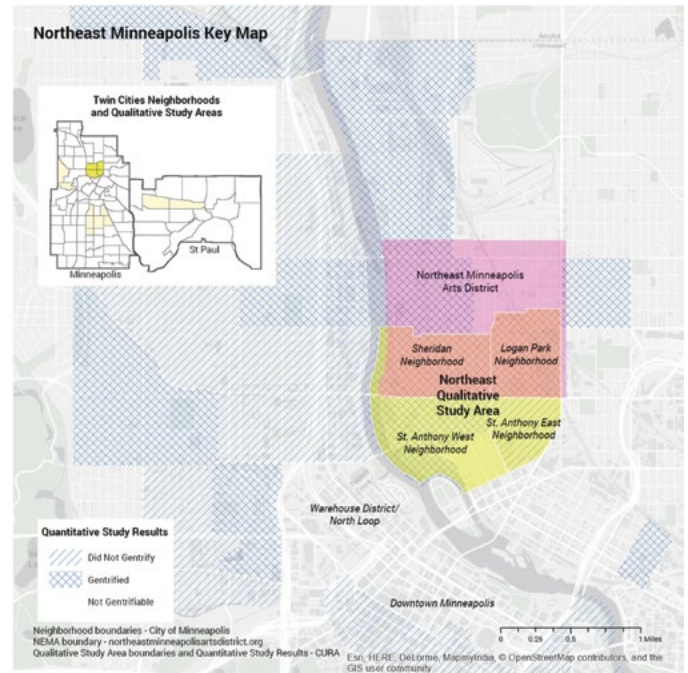 Northeast Minneapolis Key Map
Twin Cities Neighborhoods
and Qualitative Study Areas
St Paul
Minneapolis
Northeast Minneapolis
Arts District
Sheridan
Neighborhood
Logan Park
Neighborhood
Northeast
Qualitative
Study Area
St. Anthony West
Neighborhood
St. Anthony East
Neighborhood
Warehouse District/
North Loop
Downtown Minneapolis
Quantitative Study Results
Did Not Gentrify
Gentrified
Not Gentrifiable
0 0.25 0.5 1 Miles
Neighborhood boundaries - City of Minneapolis
NEMA boundary - northeastminneapolisartsdistrict.org
Qualitative Study Area boundaries and Quantitative Study Results - CURA
Esri, HERE, DeLorme, MapmyIndia, © OpenStreetMap contributors, and the
GIS user community